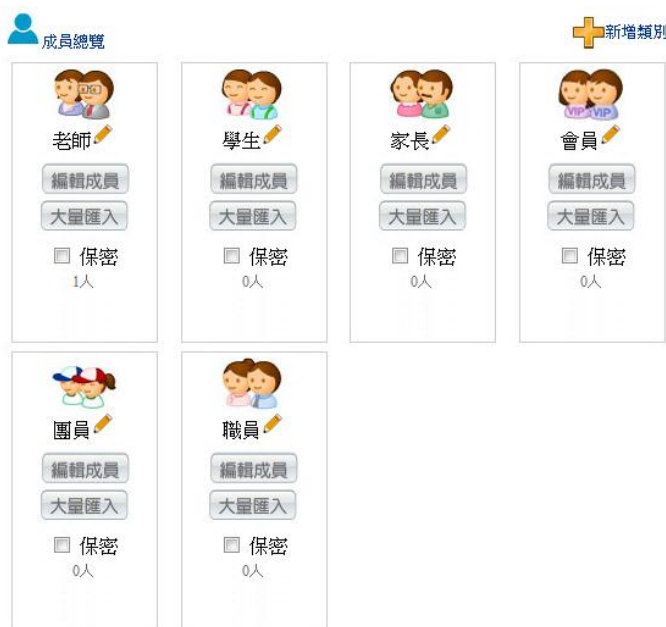 成員總覽
新增類別
老師
編輯成員
大量匯入
保密
1人
學生
編輯成員
大量匯入
保密
0人
家長
編輯成員
大量匯入
保密
0人
會員
VIP VIP
編輯成員
大量匯入
保密
0人
團員
編輯成員
大量匯入
保密
0人
職員
編輯成員
大量匯入
保密
0人